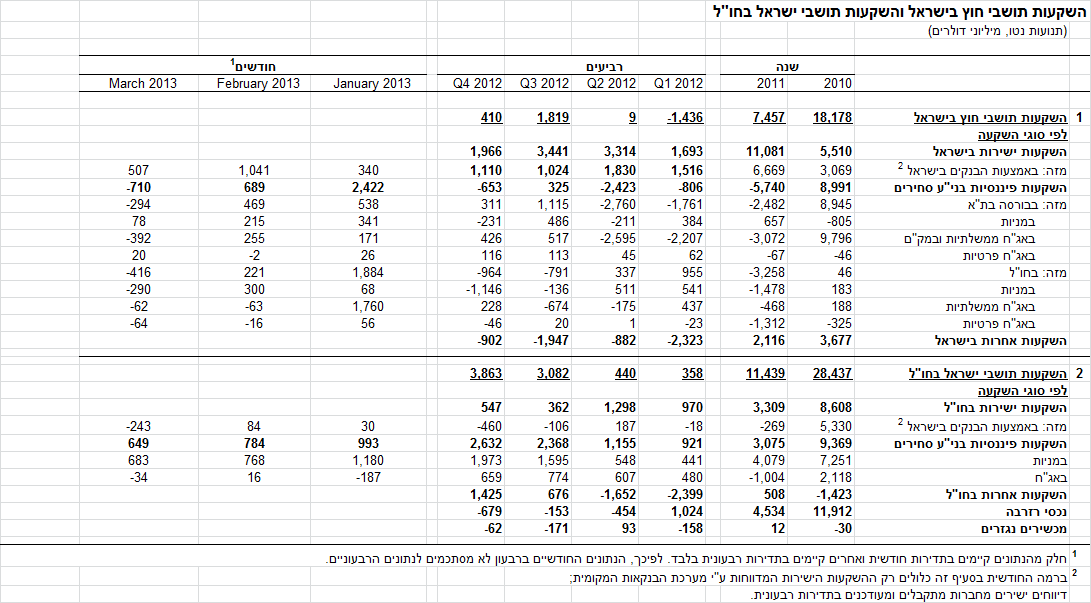 השקעות תושבי חוץ בישראל והשקעות תושבי ישראל בחו"ל
(תנועות נטו, מיליוני דולרים)
שנה רביעים חודשים1
2010 2011 Q1 2012 Q2 2012 Q3 2012 Q4 2012 January 2013 February 2013 March 2013
1 השקעות תושבי חוץ בישראל 18,178 7,457 -1,436 9 1,819 410
לפי סוגי השקעה
השקעות ישירות בישראל 5,510 11,081 1,693 3,314 3,441 1,966
מזה: באמצעות הבנקים בישראל 2 3,069 6,669 1,516 1,830 1,024 1,110 340 1,041 507
השקעות פיננסיות בני"ע סחירים 8,991 -5,740 -806 -2,423 325 -653 2,422 689 -710
מזה: בבורסה בת"א 8,945 -2,482 -1,761 -2,760 1,115 311 538 469 -294
במניות -805 657 384 -211 486 -231 341 215 78
באג"ח ממשלתיות ובמק"ם 9,796 -3,072 -2,207 -2,595 517 426 171 255 -392
באג"ח פרטיות -46 -67 62 45 113 116 26 -2 20
מזה: בחו"ל 46 -3,258 955 337 -791 -964 1,884 221 -416
במניות 183 -1,478 541 511 -136 -1,146 68 300 -290
באג"ח ממשלתיות 188 -468 437 -175 -674 228 1,760 -63 -62
באג"ח פרטיות -325 -1,312 -23 1 20 -46 56 -16 -64
השקעות אחרות בישראל 3,677 2,116 -2,323 -882 -1,947 -902
2 השקעות תושבי ישראל בחו"ל 28,437 11,439 358 440 3,082 3,863
לפי סוגי השקעה
השקעות ישירות בחו"ל 8,608 3,309 970 1,298 362 547
מזה: באמצעות הבנקים בישראל 2 5,330 -269 -18 187 -106 -460 30 84 -243
השקעות פיננסיות בני"ע סחירים 9,369 3,075 921 1,155 2,368 2,632 993 784 649
במניות 7,251 4,079 441 548 1,595 1,973 1,180 768 683
באג"ח 2,118 -1,004 480 607 774 659 -187 16 -34
השקעות אחרות בחו"ל -1,423 508 -2,399 -1,652 676 1,425
נכסי רזרבה 11,912 4,534 1,024 -454 -153 -679
מכשירים נגזרים -30 12 -158 93 -171 -62
1 חלק מהנתונים קיימים בתדירות חודשית ואחרים קיימים בתדירות רבעונית בלבד. לפיכך, הנתונים החודשיים ברבעון לא מסתכמים לנתונים הרבעוניים.
2 ברמה החודשית בסעיף זה כלולים רק ההשקעות הישירות המדווחות ע"י מערכת הבנקאות המקומית;
דיווחים ישירים מחברות מתקבלים ומעודכנים בתדירות רבעונית.